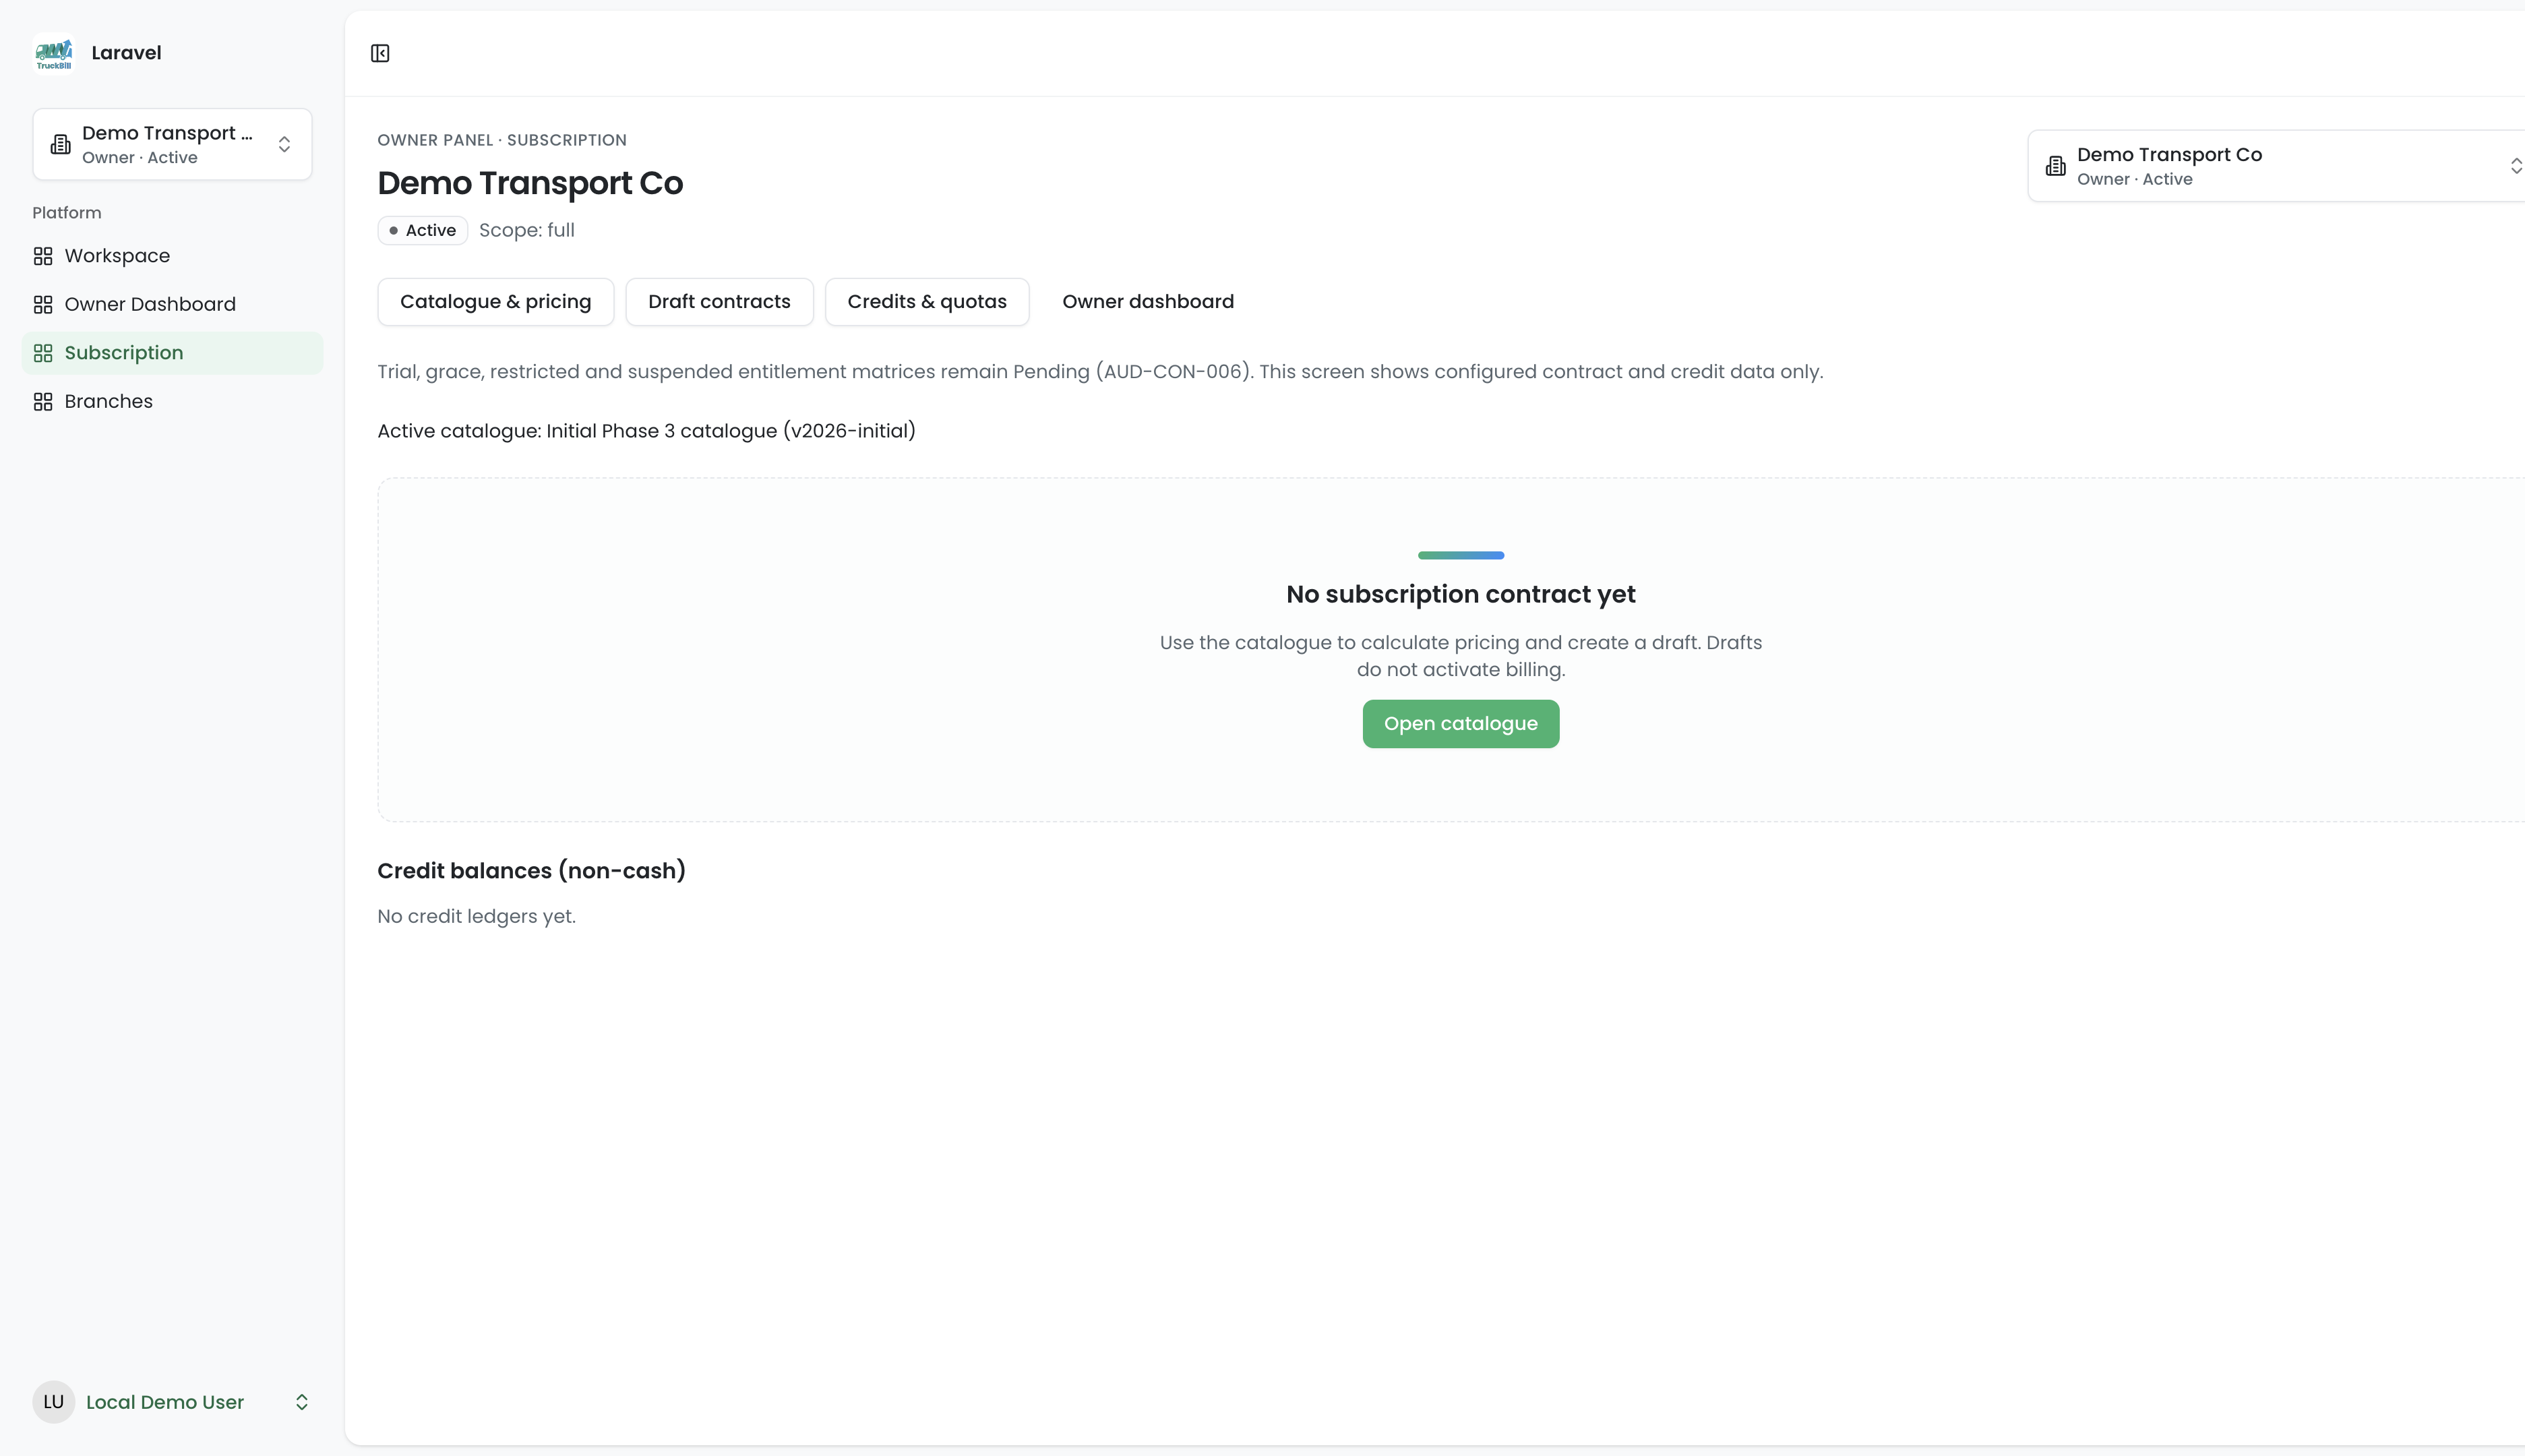 TruckBill
Laravel
Demo Transport ...
Owner · Active
Platform
Workspace
Owner Dashboard
Subscription
Branches
LU
Local Demo User
OWNER PANEL · SUBSCRIPTION
Demo Transport Co
Active
Scope: full
Demo Transport Co
Owner · Active
Catalogue & pricing
Draft contracts
Credits & quotas
Owner dashboard
Trial, grace, restricted and suspended entitlement matrices remain Pending (AUD-CON-006). This screen shows configured contract and credit data only.
Active catalogue: Initial Phase 3 catalogue (v2026-initial)
No subscription contract yet
Use the catalogue to calculate pricing and create a draft. Drafts
do not activate billing.
Open catalogue
Credit balances (non-cash)
No credit ledgers yet.